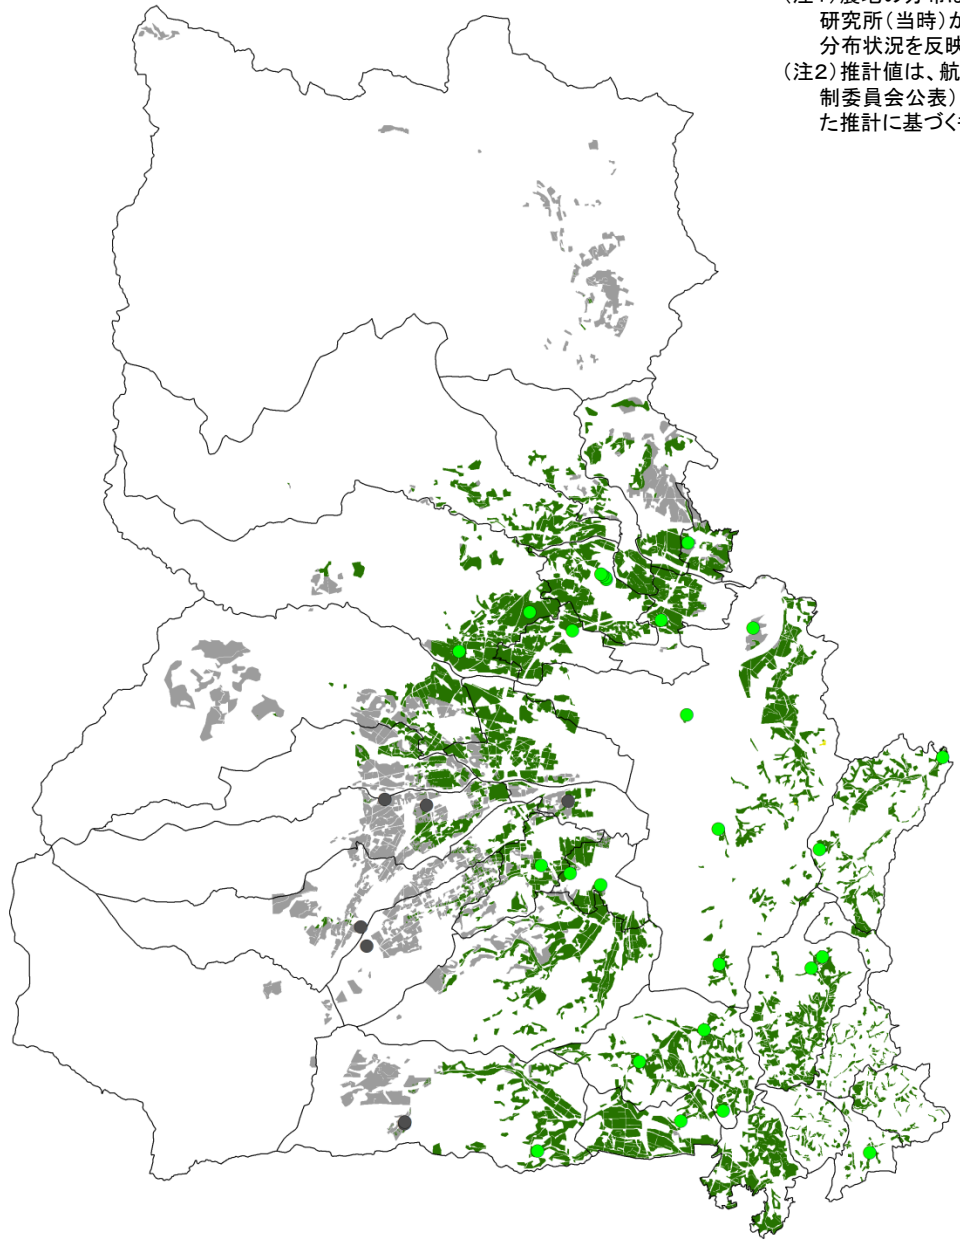 研究所(当時)か
分布状況を反映
(注2)推計値は、航
制委員会公表)
た推計に基づく